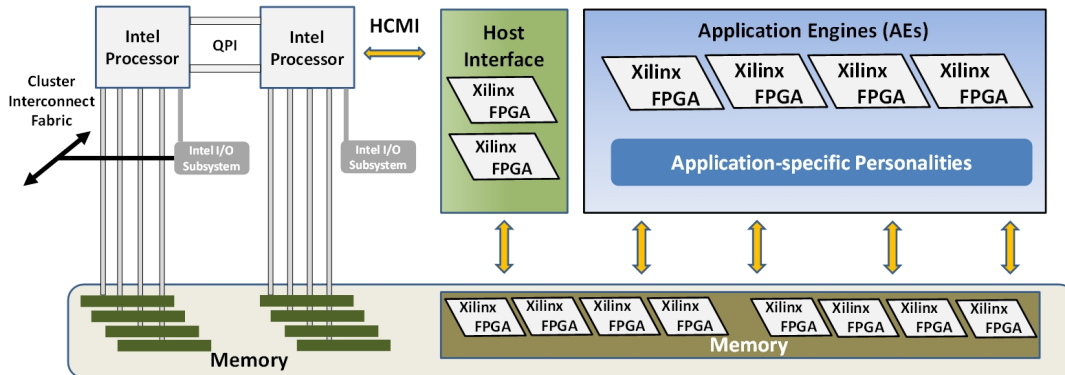 Intel
Processor
QPI
Intel
Processor
HCMI
Cluster
Interconnect
Fabric
Intel I/O
Subsystem
Intel I/O
Subsystem
Host
Interface
Xilinx
FPGA
Xilinx
FPGA
Application Engines (AEs)
Xilinx
FPGA
Xilinx
FPGA
Xilinx
FPGA
Xilinx
FPGA
Application-specific Personalities
Memory
Xilinx
FPGA
Xilinx
FPGA
Xilinx
FPGA
Xilinx
FPGA
Xilinx
FPGA
Xilinx
FPGA
Xilinx
FPGA
Xilinx
FPGA
Memory